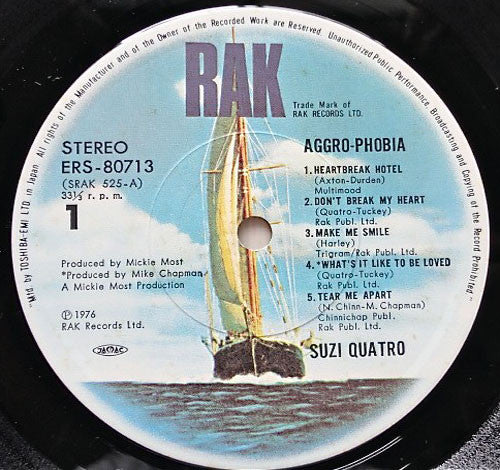 Mfd by TOSHIBA-EMI LTD. in Japan. All rights of the Manufacturer and of the Owner of the Recorded Work are Reserved. Unauthorized Public Performance, Broadcasting and Copying of the Record Prohibited
RAK
Trade Mark of
RAK RECORDS LTD.
STEREO
ERS-80713
(SRAK 525-A)
33⅓ r. p. m.
1
AGGRO-PHOBIA
1. HEARTBREAK HOTEL
(Axton-Durden)
Multimood
2. DON'T BREAK MY HEART
(Quatro-Tuckey)
Rak Publ. Ltd.
3. MAKE ME SMILE
(Harley)
Trigram/Rak Publ. Ltd.
4. *WHAT'S IT LIKE TO BE LOVED
(Quatro-Tuckey)
Rak Publ. Ltd.
5. TEAR ME APART
(N. Chinn-M. Chapman)
Chinnichap Publ.
Rak Publ. Ltd.
Produced by Mickie Most
*Produced by Mike Chapman
A Mickie Most Production
Ⓟ 1976
RAK Records Ltd.
JASRAC
SUZI QUATRO